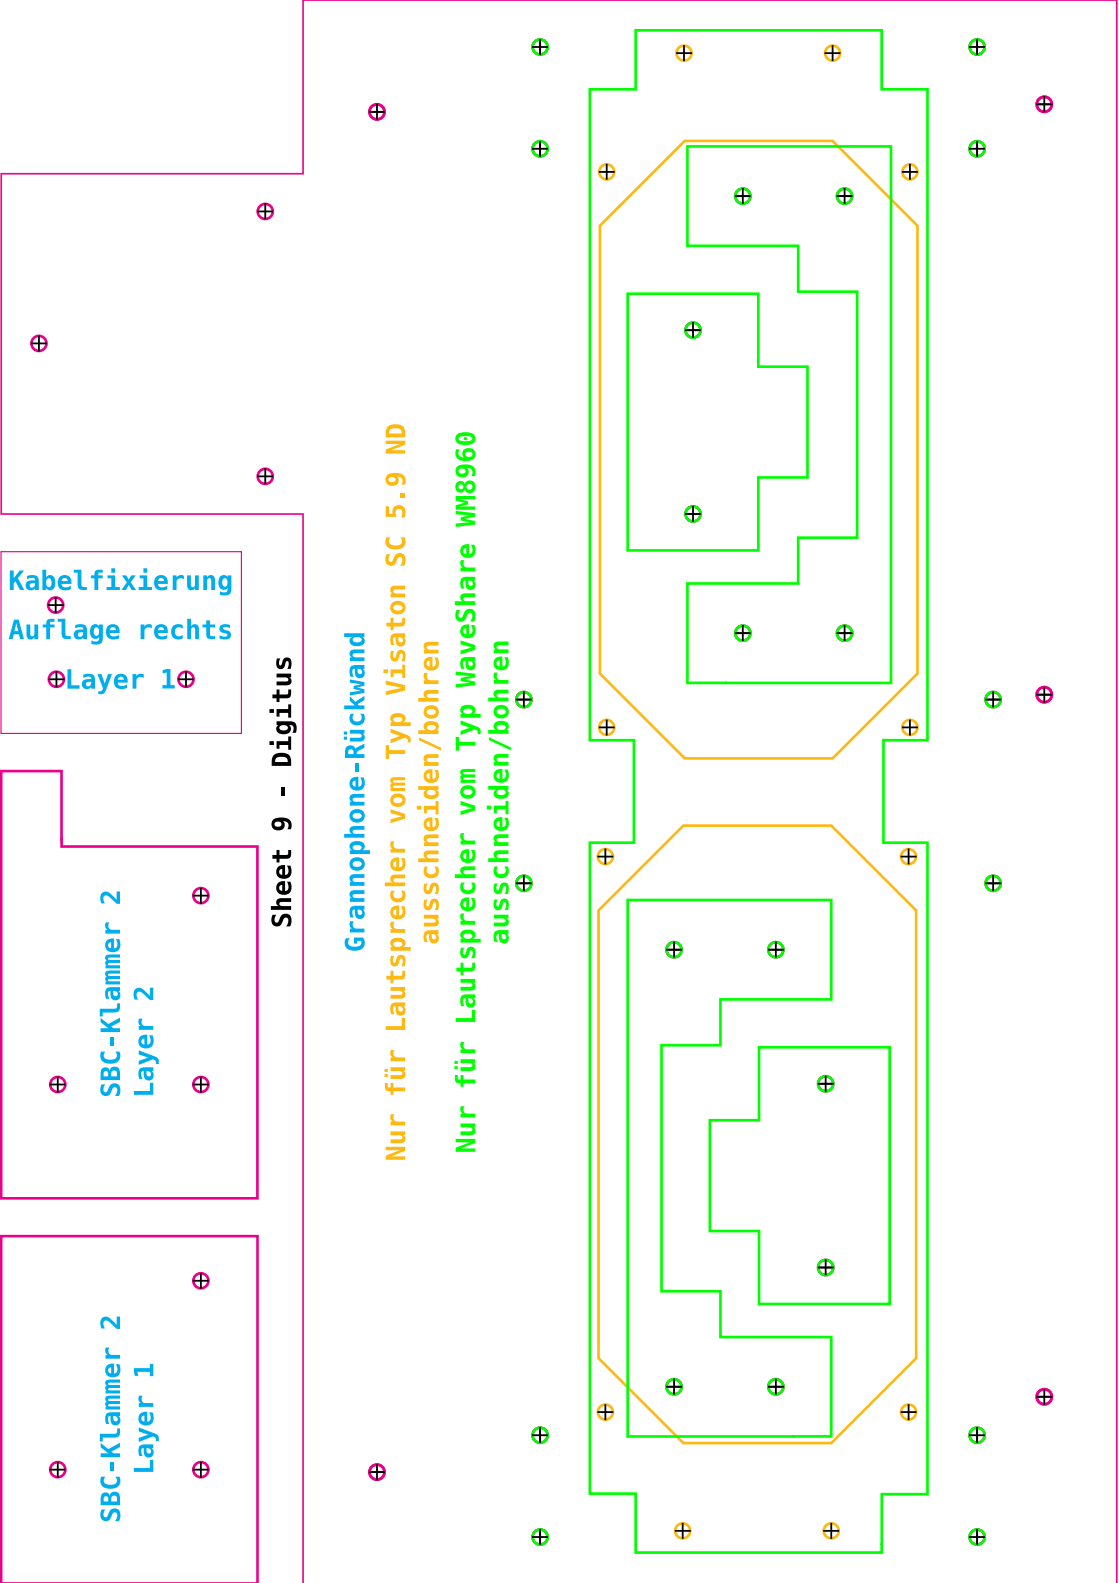 Kabelfixierung
Auflage rechts
Layer 1
SBC-Klammer 2
Layer 2
SBC-Klammer 2
Layer 1
Sheet 9 - Digitus
Grannophone-Rückwand
Nur für Lautsprecher vom Typ Visaton SC 5.9 ND
ausschneiden/bohren
Nur für Lautsprecher vom Typ WaveShare WM8960
ausschneiden/bohren